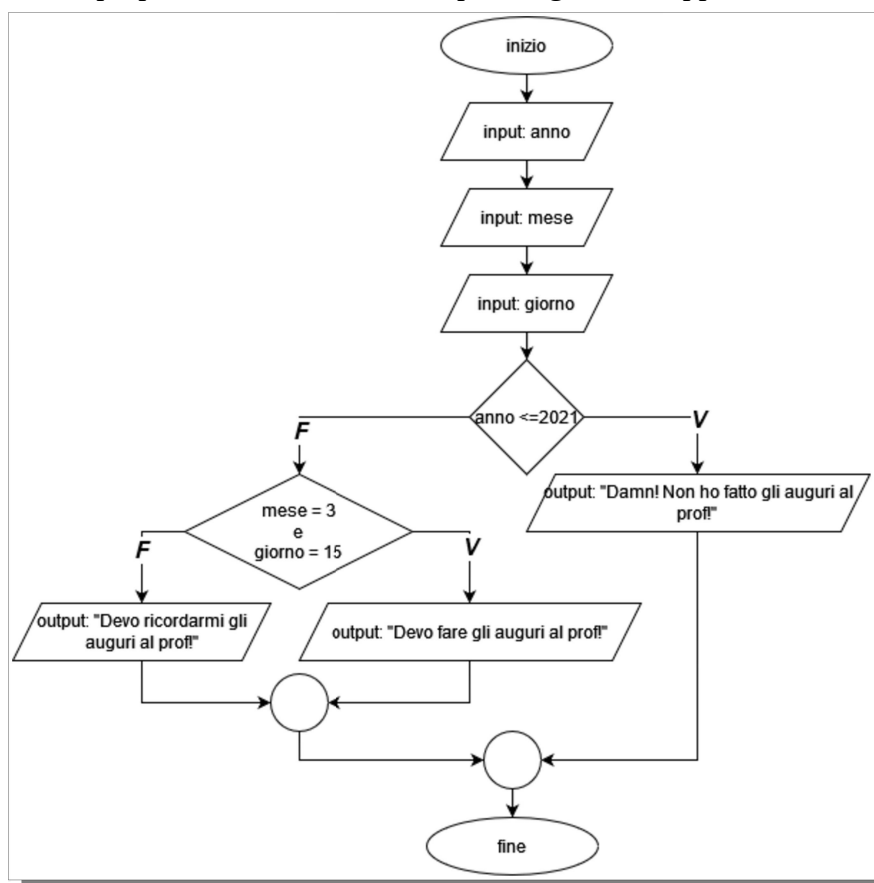 inizio
input: anno
input: mese
input: giorno
anno <=2021
F
V
mese = 3
e
giorno = 15
output: "Damn! Non ho fatto gli auguri al
prof!"
F
V
output: "Devo ricordarmi gli
auguri al prof!"
output: "Devo fare gli auguri al prof!"
fine